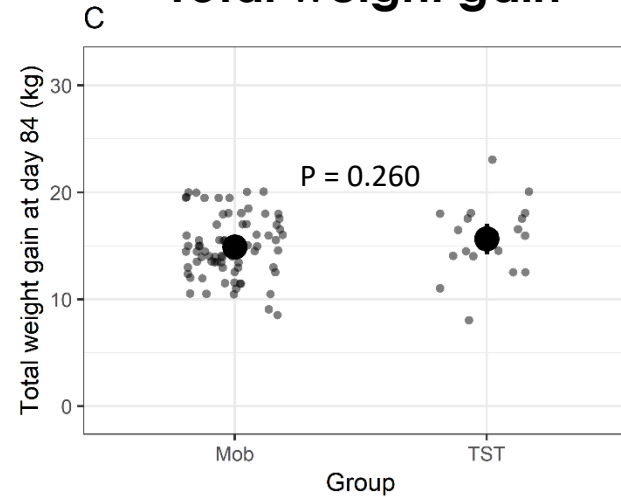 Total weight gain
C
Total weight gain at day 84 (kg)
30
20
10
0
P = 0.260
Mob
TST
Group